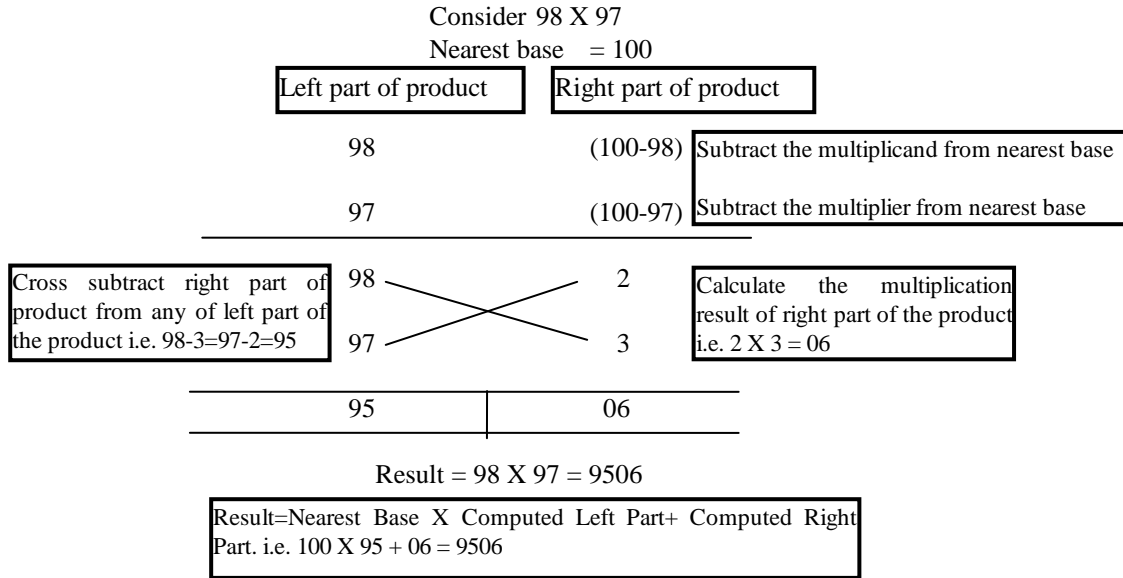 Consider 98 X 97
Nearest base = 100
Left part of product
Right part of product
98
(100-98)
Subtract the multiplicand from nearest base
97
(100-97)
Subtract the multiplier from nearest base
Cross subtract right part of
product from any of left part of
the product i.e. 98-3=97-2=95
98
2
97
3
Calculate the multiplication
result of right part of the product
i.e. 2 X 3 = 06
95
06
Result = 98 X 97 = 9506
Result=Nearest Base X Computed Left Part+ Computed Right
Part. i.e. 100 X 95 + 06 = 9506